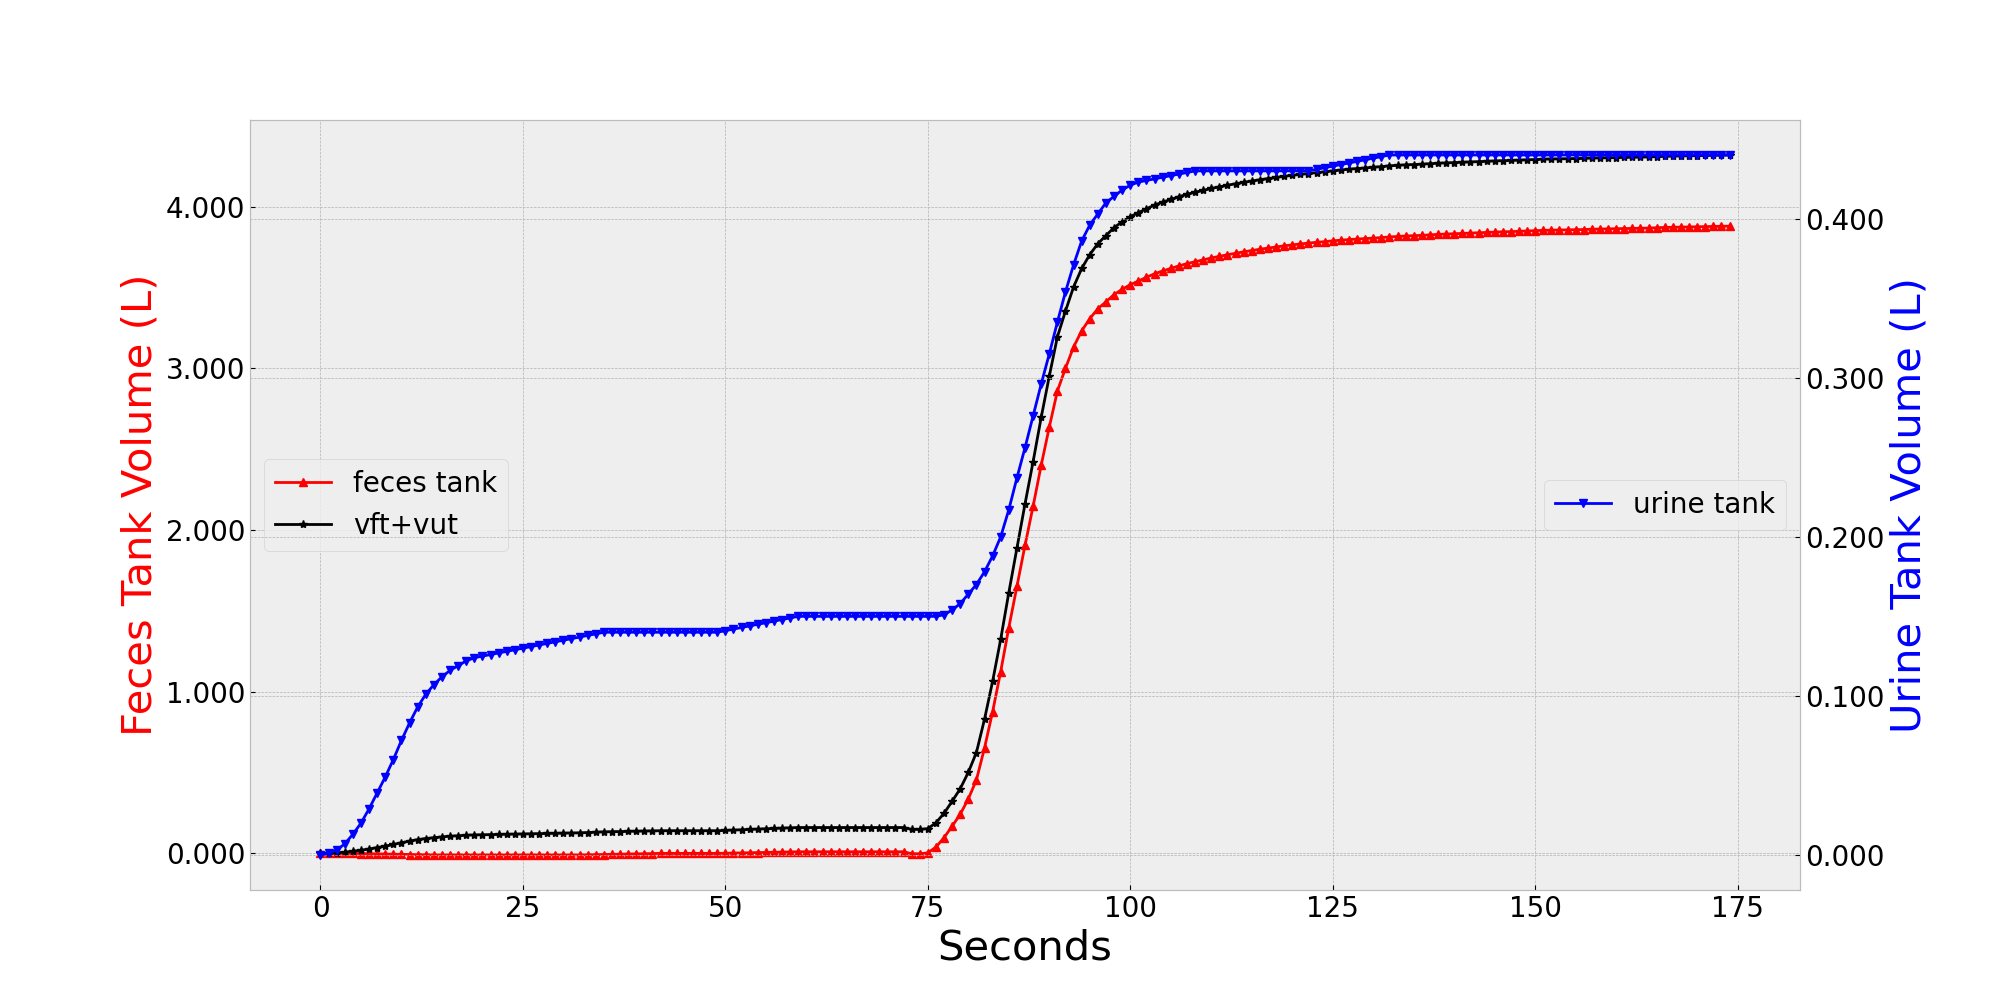 Feces Tank Volume (L)
4.000
3.000
2.000
1.000
0.000
feces tank
vft+vut
urine tank
0.400
0.300
0.200
0.100
0.000
Urine Tank Volume (L)
0 25 50 75 100 125 150 175
Seconds